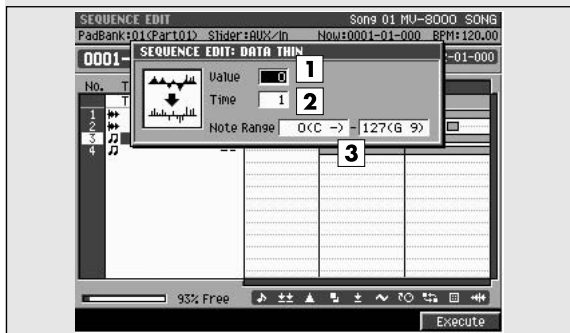 SEQUENCE EDIT Song 01 MV-8000 SONG
PadBank:01(Part01) Slider:AUX/In Now:0001-01-000 BPM:120.00
0001- -01-000
SEQUENCE EDIT: DATA THIN
Value 0 1
Time 1 2
Note Range 0(C -) - 127(G 9)
3
No. T
T
1
2
3
4 --
93% Free
Execute